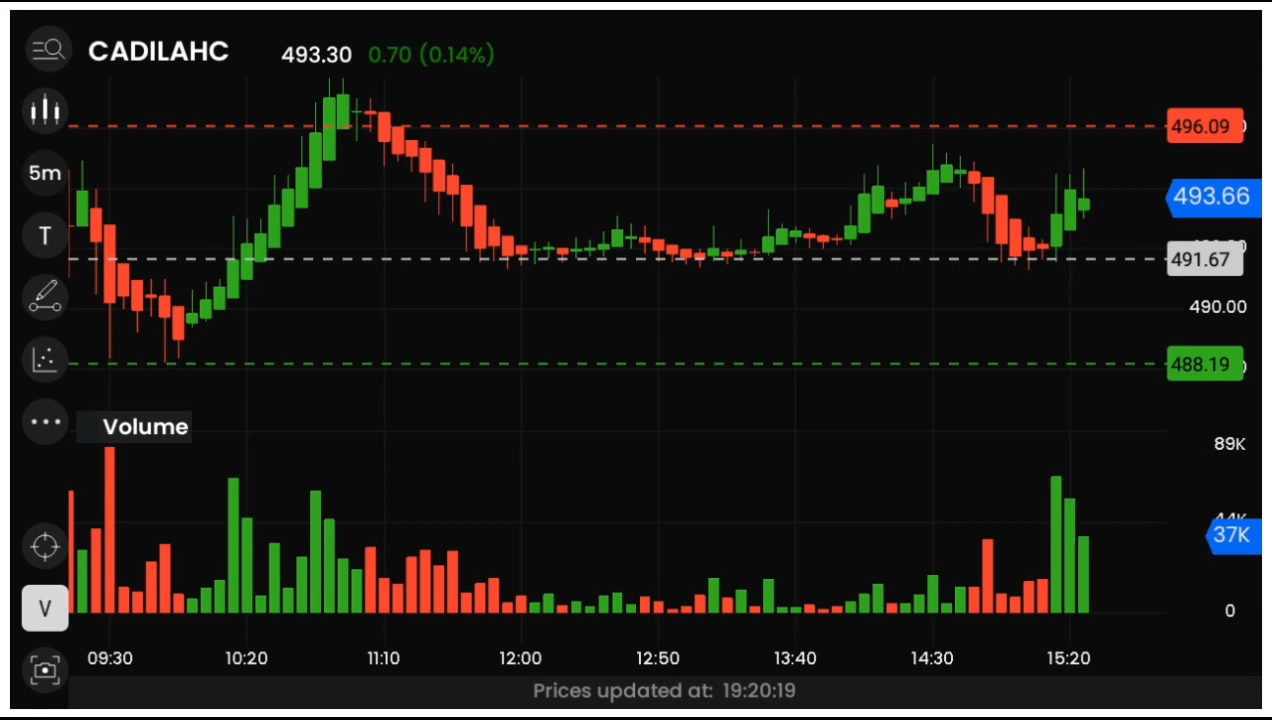 CADILAHC 493.30 0.70 (0.14%)
496.09
5m
493.66
T
491.67
490.00
488.19
Volume
89K
37K
V
0
09:30 10:20 11:10 12:00 12:50 13:40 14:30 15:20
Prices updated at: 19:20:19